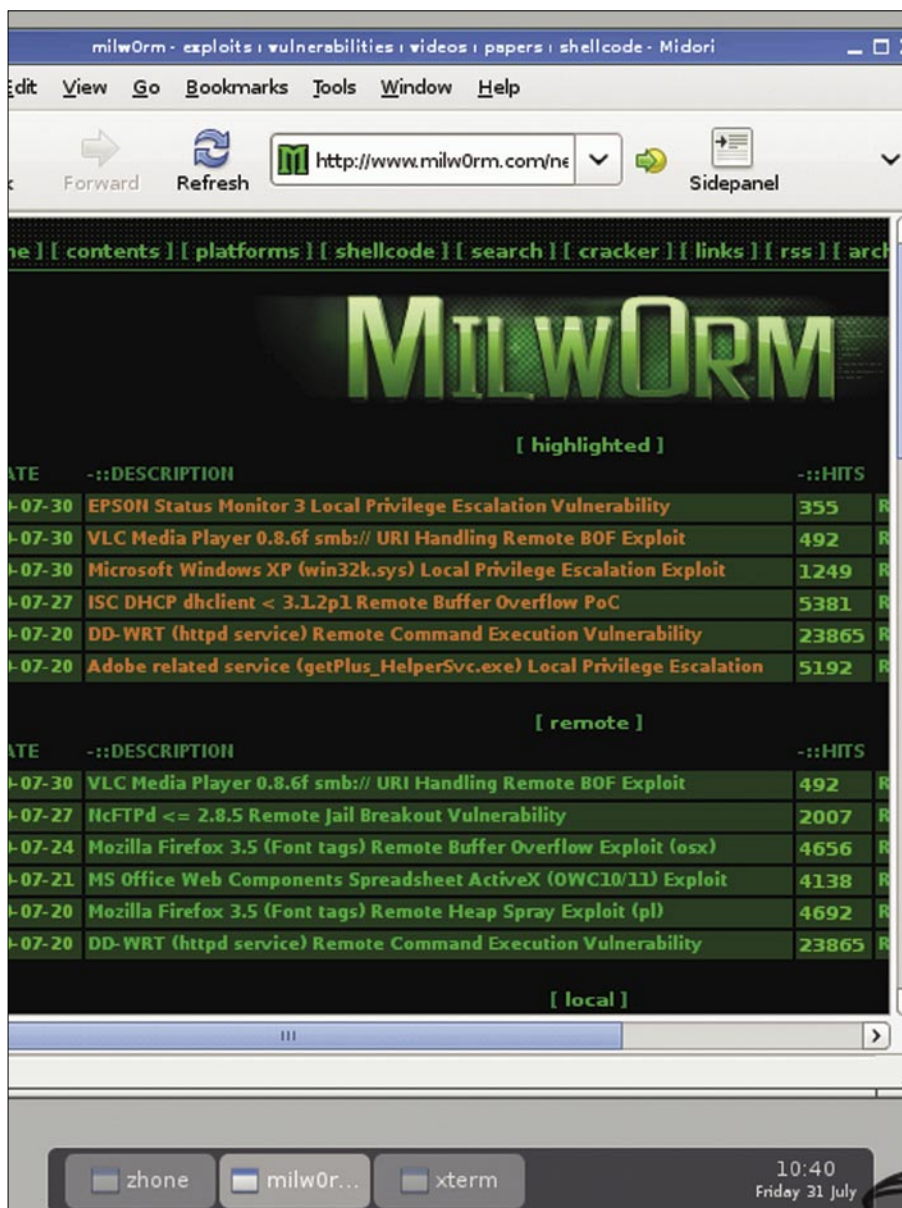 milw0rm - exploits ı vulnerabilities ı videos ı papers ı shellcode - Midori
Edit View Go Bookmarks Tools Window Help
Forward Refresh http://www.milw0rm.com/ne Sidepanel
[ contents ] [ platforms ] [ shellcode ] [ search ] [ cracker ] [ links ] [ rss ] [ arch
MILW0RM
[ highlighted ]
ATE -::DESCRIPTION -::HITS
-07-30 EPSON Status Monitor 3 Local Privilege Escalation Vulnerability 355 R
-07-30 VLC Media Player 0.8.6f smb:// URI Handling Remote BOF Exploit 492 R
-07-30 Microsoft Windows XP (win32k.sys) Local Privilege Escalation Exploit 1249 R
-07-27 ISC DHCP dhclient < 3.1.2p1 Remote Buffer Overflow PoC 5381 R
-07-20 DD-WRT (httpd service) Remote Command Execution Vulnerability 23865 R
-07-20 Adobe related service (getPlus_HelperSvc.exe) Local Privilege Escalation 5192 R
[ remote ]
ATE -::DESCRIPTION -::HITS
-07-30 VLC Media Player 0.8.6f smb:// URI Handling Remote BOF Exploit 492 R
-07-27 NcFTPd <= 2.8.5 Remote Jail Breakout Vulnerability 2007 R
-07-24 Mozilla Firefox 3.5 (Font tags) Remote Buffer Overflow Exploit (osx) 4656 R
-07-21 MS Office Web Components Spreadsheet ActiveX (OWC10/11) Exploit 4138 R
-07-20 Mozilla Firefox 3.5 (Font tags) Remote Heap Spray Exploit (pl) 4692 R
-07-20 DD-WRT (httpd service) Remote Command Execution Vulnerability 23865 R
[ local ]
zhone milw0r... xterm 10:40
Friday 31 July